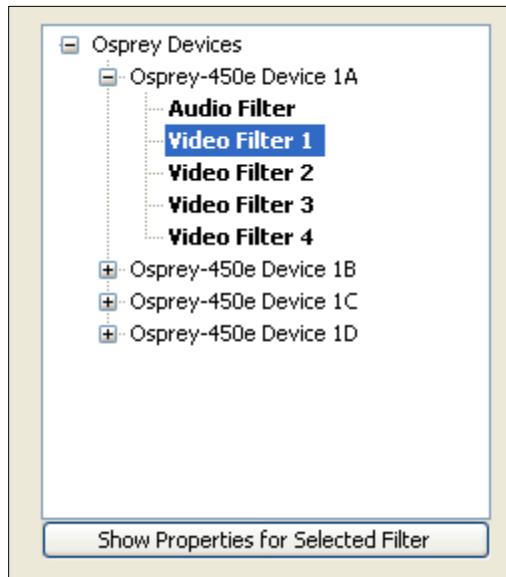 Osprey Devices
Osprey-450e Device 1A
Audio Filter
Video Filter 1
Video Filter 2
Video Filter 3
Video Filter 4
Osprey-450e Device 1B
Osprey-450e Device 1C
Osprey-450e Device 1D
Show Properties for Selected Filter